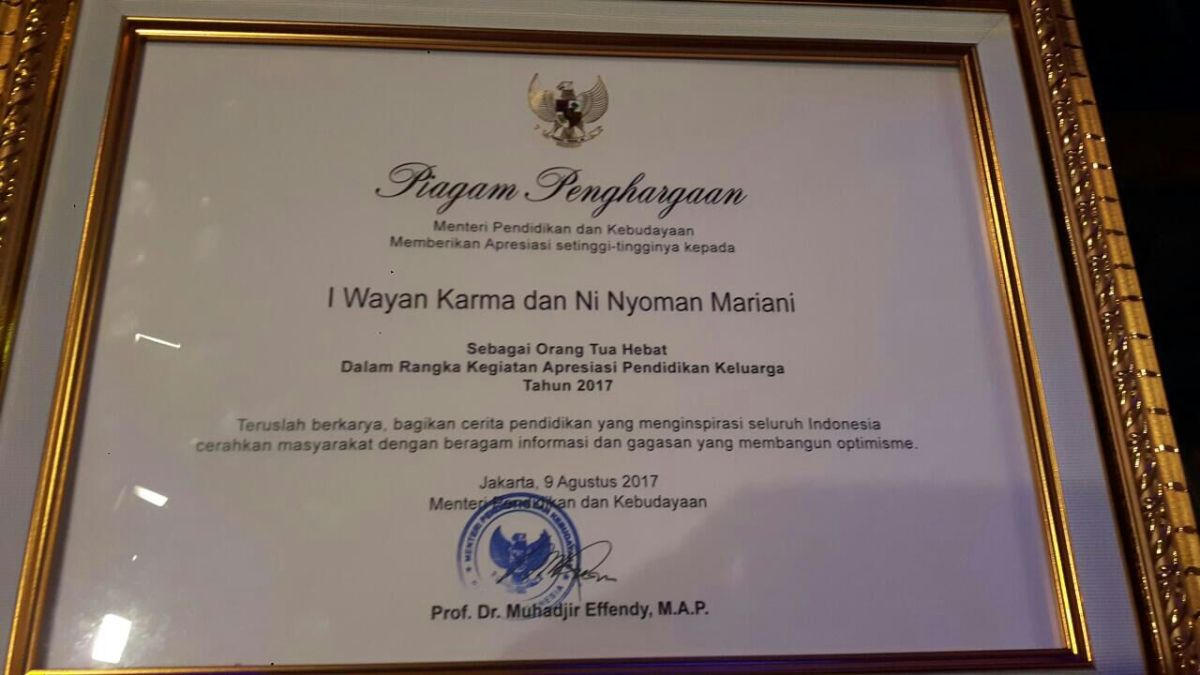 Piagam Penghargaan
Menteri Pendidikan dan Kebudayaan
Memberikan Apresiasi setinggi-tingginya kepada
I Wayan Karma dan Ni Nyoman Mariani
Sebagai Orang Tua Hebat
Dalam Rangka Kegiatan Apresiasi Pendidikan Keluarga
Tahun 2017
Teruslah berkarya, bagikan cerita pendidikan yang menginspirasi seluruh Indonesia
cerahkan masyarakat dengan beragam informasi dan gagasan yang membangun optimisme.
Jakarta, 9 Agustus 2017
Menteri Pendidikan dan Kebudayaan
Prof. Dr. Muhadjir Effendy, M.A.P.